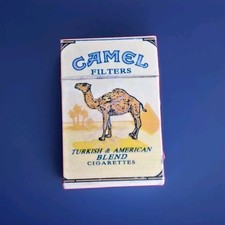 CAMEL
FILTERS
TURKISH & AMERICAN
BLEND
CIGARETTES